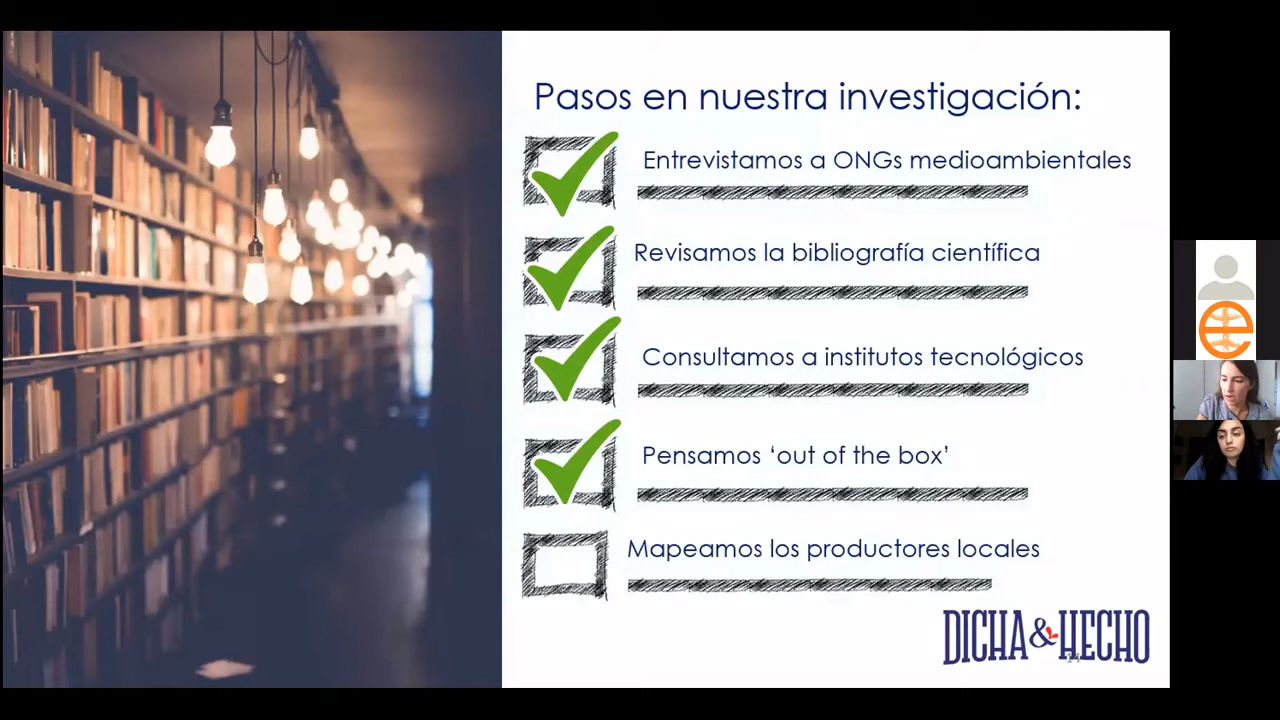 Pasos en nuestra investigación:
Entrevistamos a ONGs medioambientales
Revisamos la bibliografía científica
Consultamos a institutos tecnológicos
Pensamos ‘out of the box’
Mapeamos los productores locales
DICHA&HECHO
14